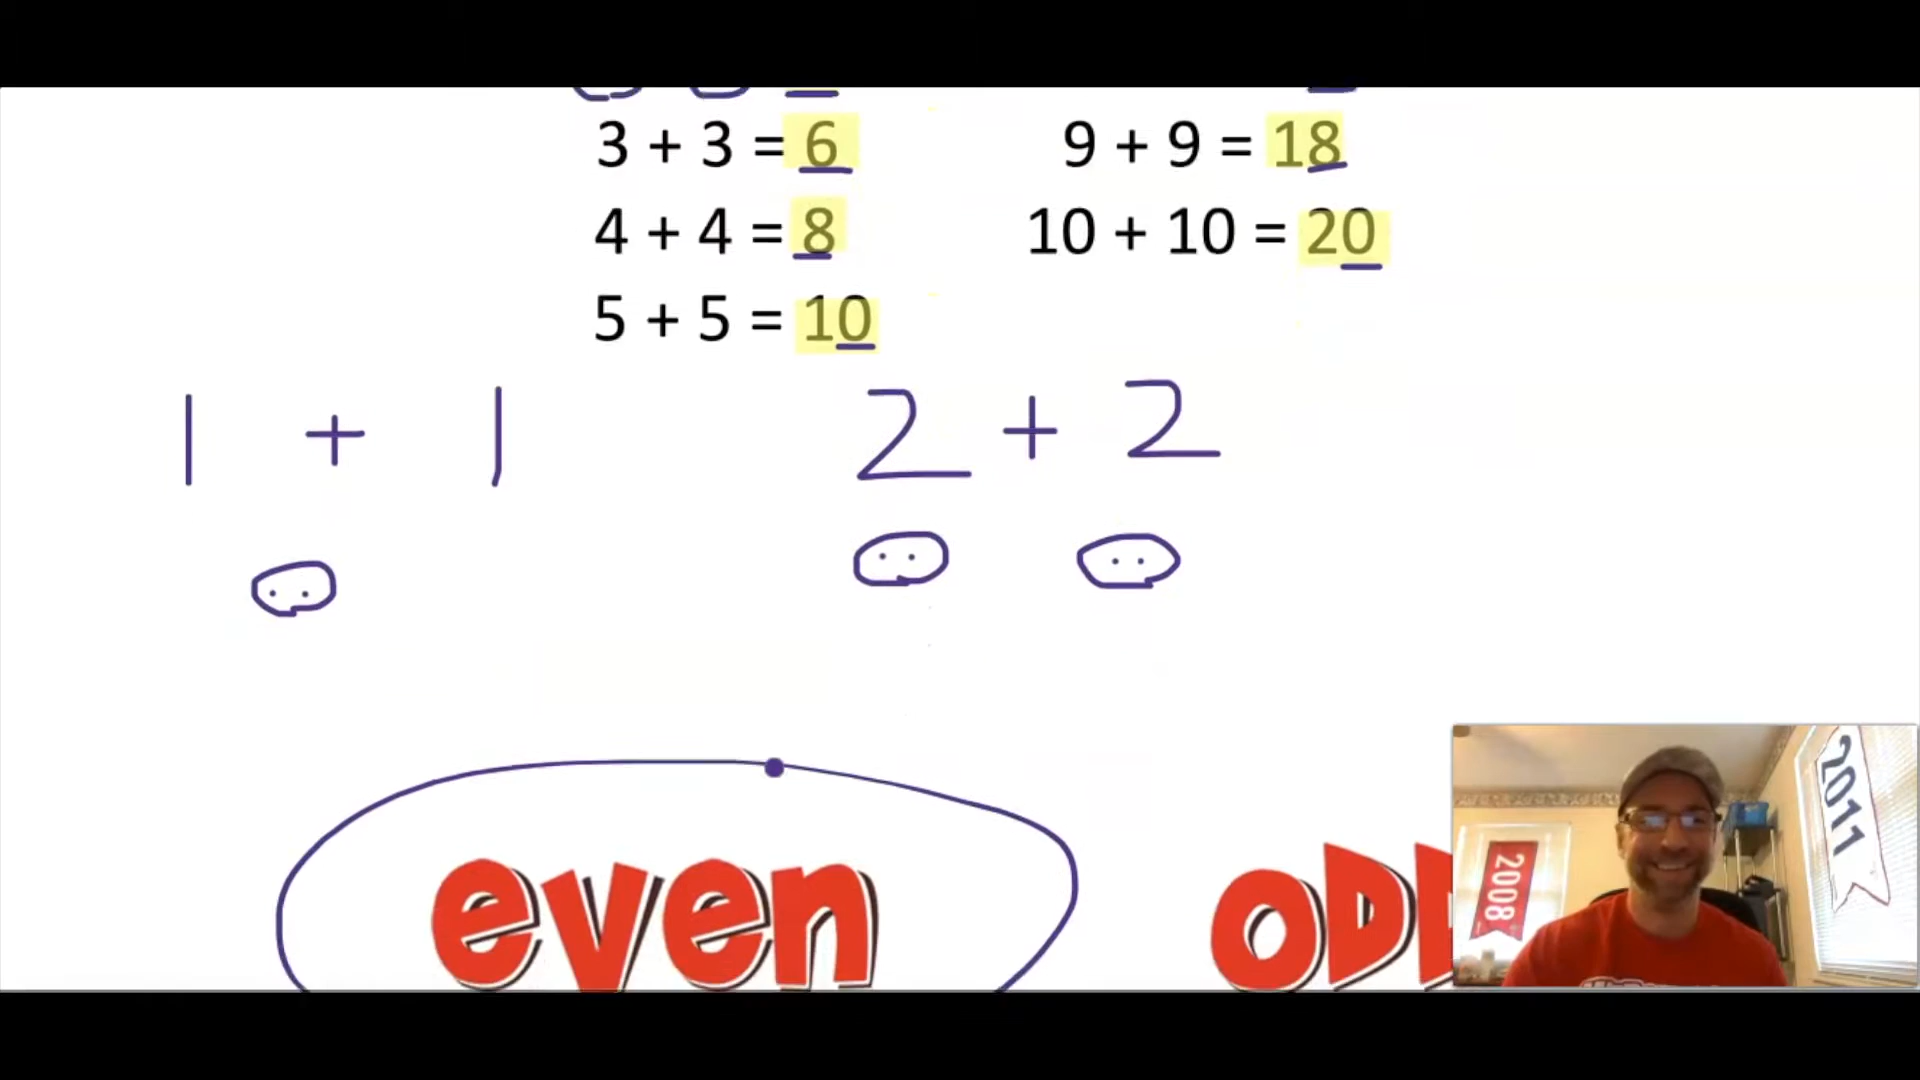 3 + 3 = 6
9 + 9 = 18
4 + 4 = 8
10 + 10 = 20
5 + 5 = 10
1 + 1
2 + 2
even
ODD
2008
2011